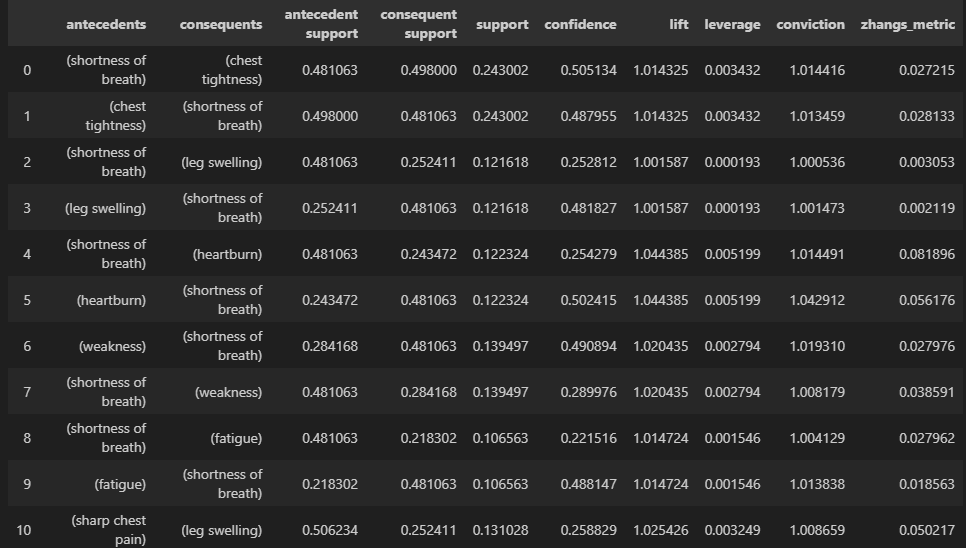 antecedents consequents antecedent support consequent support support confidence lift leverage conviction zhangs_metric
0 (shortness of breath) (chest tightness) 0.481063 0.498000 0.243002 0.505134 1.014325 0.003432 1.014416 0.027215
1 (chest tightness) (shortness of breath) 0.498000 0.481063 0.243002 0.487955 1.014325 0.003432 1.013459 0.028133
2 (shortness of breath) (leg swelling) 0.481063 0.252411 0.121618 0.252812 1.001587 0.000193 1.000536 0.003053
3 (leg swelling) (shortness of breath) 0.252411 0.481063 0.121618 0.481827 1.001587 0.000193 1.001473 0.002119
4 (shortness of breath) (heartburn) 0.481063 0.243472 0.122324 0.254279 1.044385 0.005199 1.014491 0.081896
5 (heartburn) (shortness of breath) 0.243472 0.481063 0.122324 0.502415 1.044385 0.005199 1.042912 0.056176
6 (weakness) (shortness of breath) 0.284168 0.481063 0.139497 0.490894 1.020435 0.002794 1.019310 0.027976
7 (shortness of breath) (weakness) 0.481063 0.284168 0.139497 0.289976 1.020435 0.002794 1.008179 0.038591
8 (shortness of breath) (fatigue) 0.481063 0.218302 0.106563 0.221516 1.014724 0.001546 1.004129 0.027962
9 (fatigue) (shortness of breath) 0.218302 0.481063 0.106563 0.488147 1.014724 0.001546 1.013838 0.018563
10 (sharp chest pain) (leg swelling) 0.506234 0.252411 0.131028 0.258829 1.025426 0.003249 1.008659 0.050217